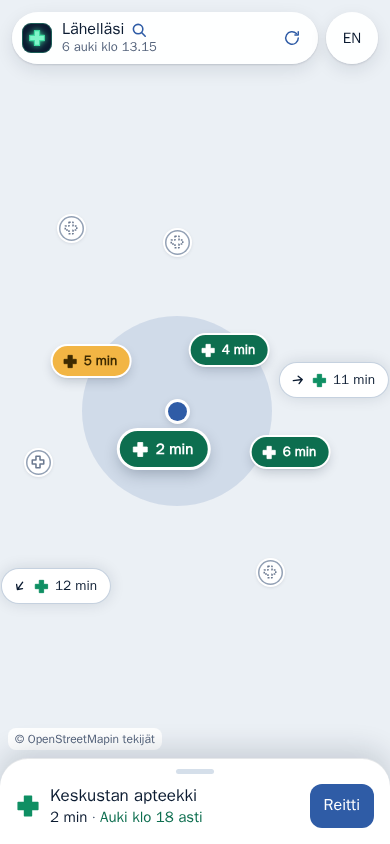 Lähelläsi
6 auki klo 13.15
EN
4 min
5 min
11 min
2 min
6 min
12 min
© OpenStreetMapin tekijät
Keskustan apteekki
2 min · Auki klo 18 asti
Reitti